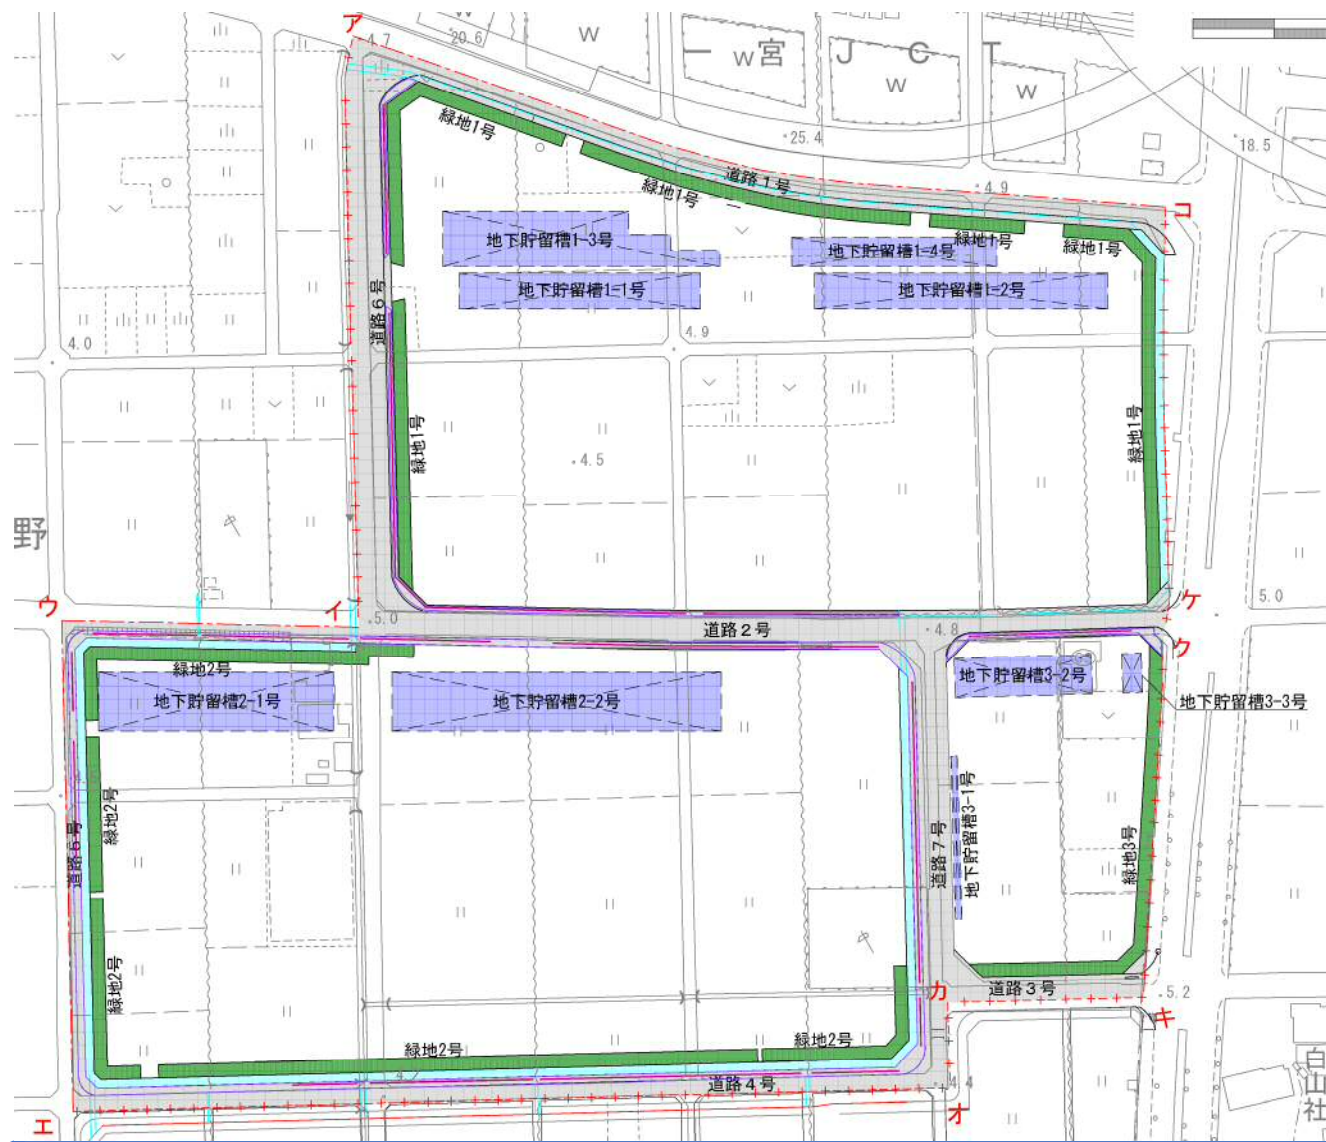 ア
4.7
20.6
W
W
一宮JCT
W
W
W
25.4
18.5
緑地1号
道路1号
緑地1号
4.9
コ
地下貯留槽1-3号
地下貯留槽1-4号
緑地1号
緑地1号
地下貯留槽1-1号
地下貯留槽1-2号
道路6号
4.0
4.9
緑地1号
緑地1号
4.5
野
ウ
イ
5.0
道路2号
4.8
ケ
5.0
ク
緑地2号
地下貯留槽2-1号
地下貯留槽2-2号
地下貯留槽3-2号
地下貯留槽3-3号
緑地2号
道路5号
道路7号
地下貯留槽3-1号
緑地3号
緑地2号
カ
道路3号
5.2
キ
緑地2号
緑地2号
道路4号
4.4
エ
オ
白山社